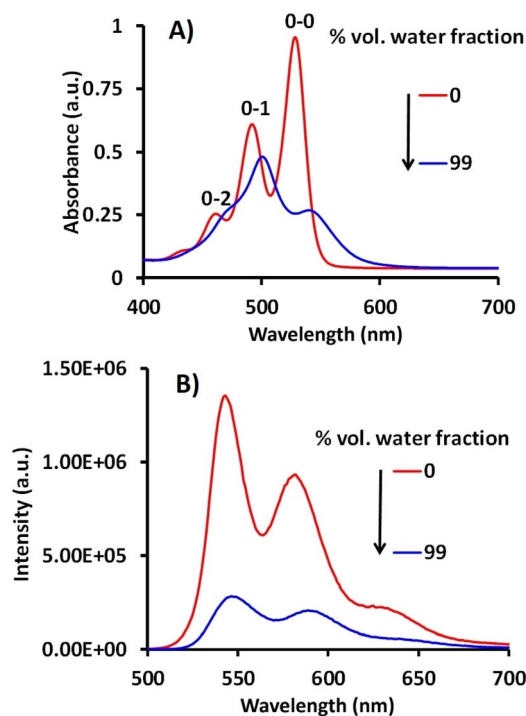 A)
0-0
% vol. water fraction
0-1
0
99
0-2
Absorbance (a.u.)
1
0.75
0.5
0.25
0
400
500
600
700
Wavelength (nm)
B)
% vol. water fraction
0
99
Intensity (a.u.)
1.50E+06
1.00E+06
5.00E+05
0.00E+00
500
550
600
650
700
Wavelength (nm)